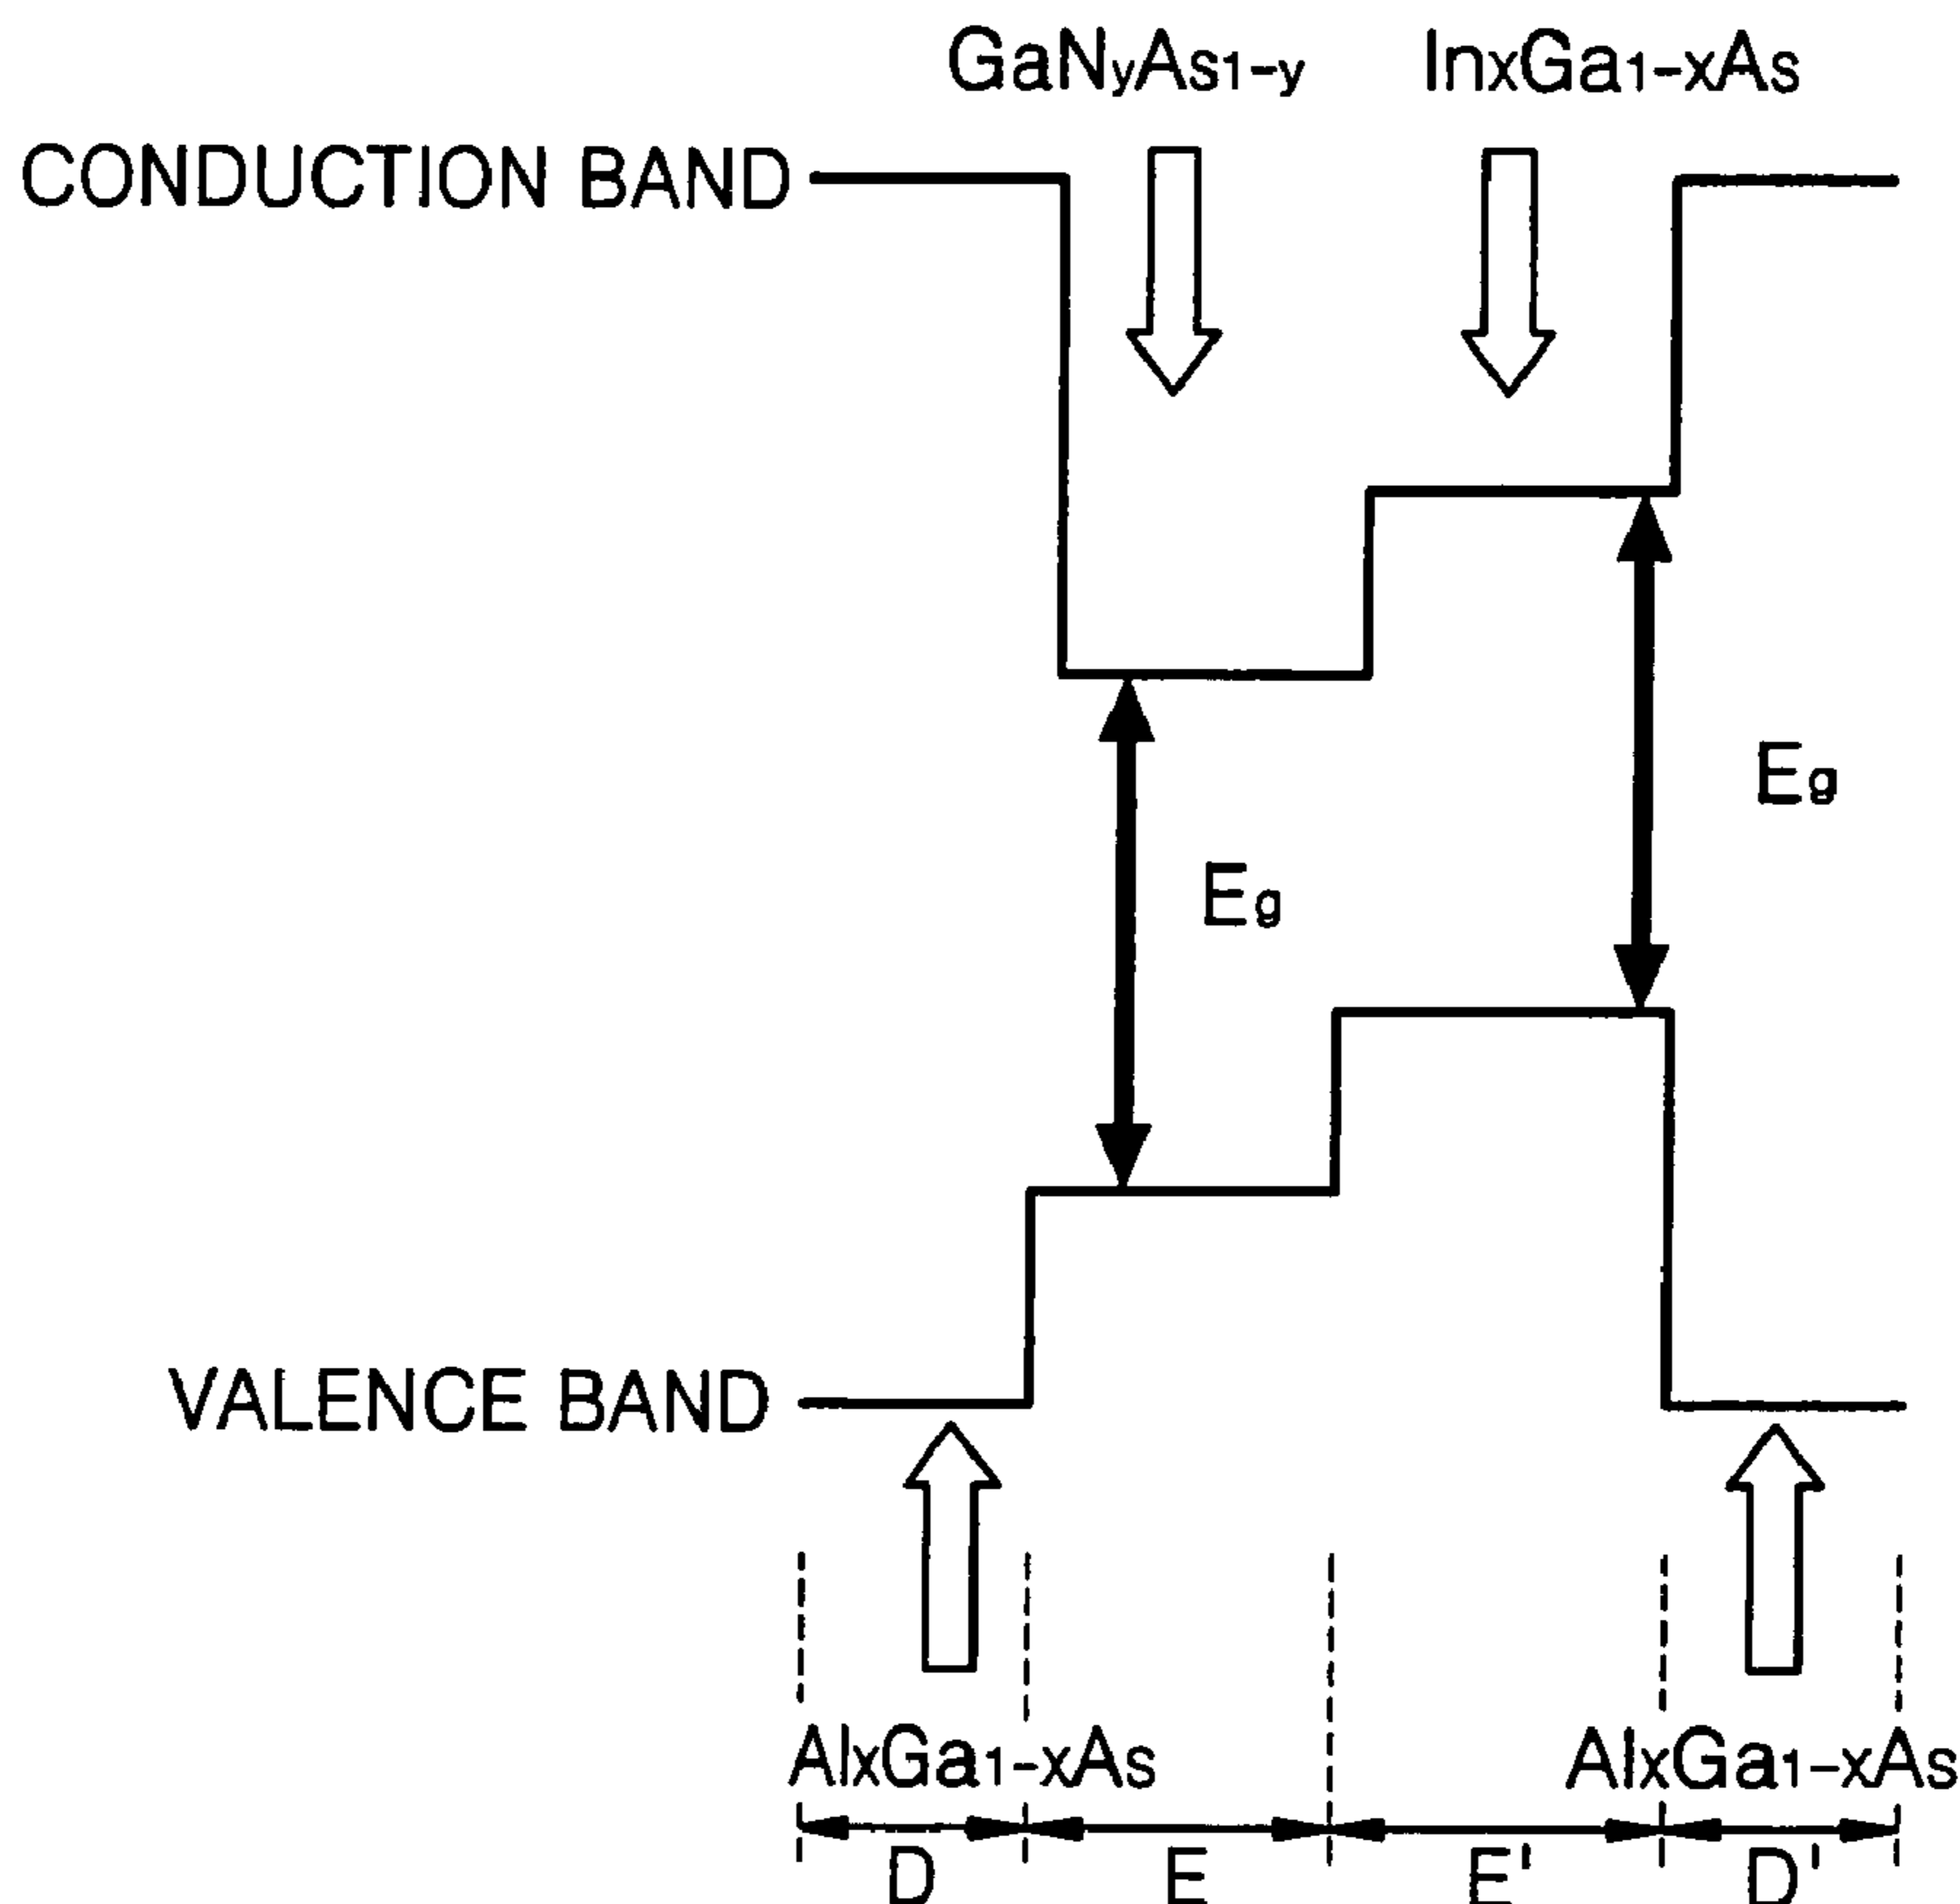 GaNyAs1-y InxGa1-xAs
CONDUCTION BAND
Eg
Eg
VALENCE BAND
AlxGa1-xAs AlxGa1-xAs
D E E' D'